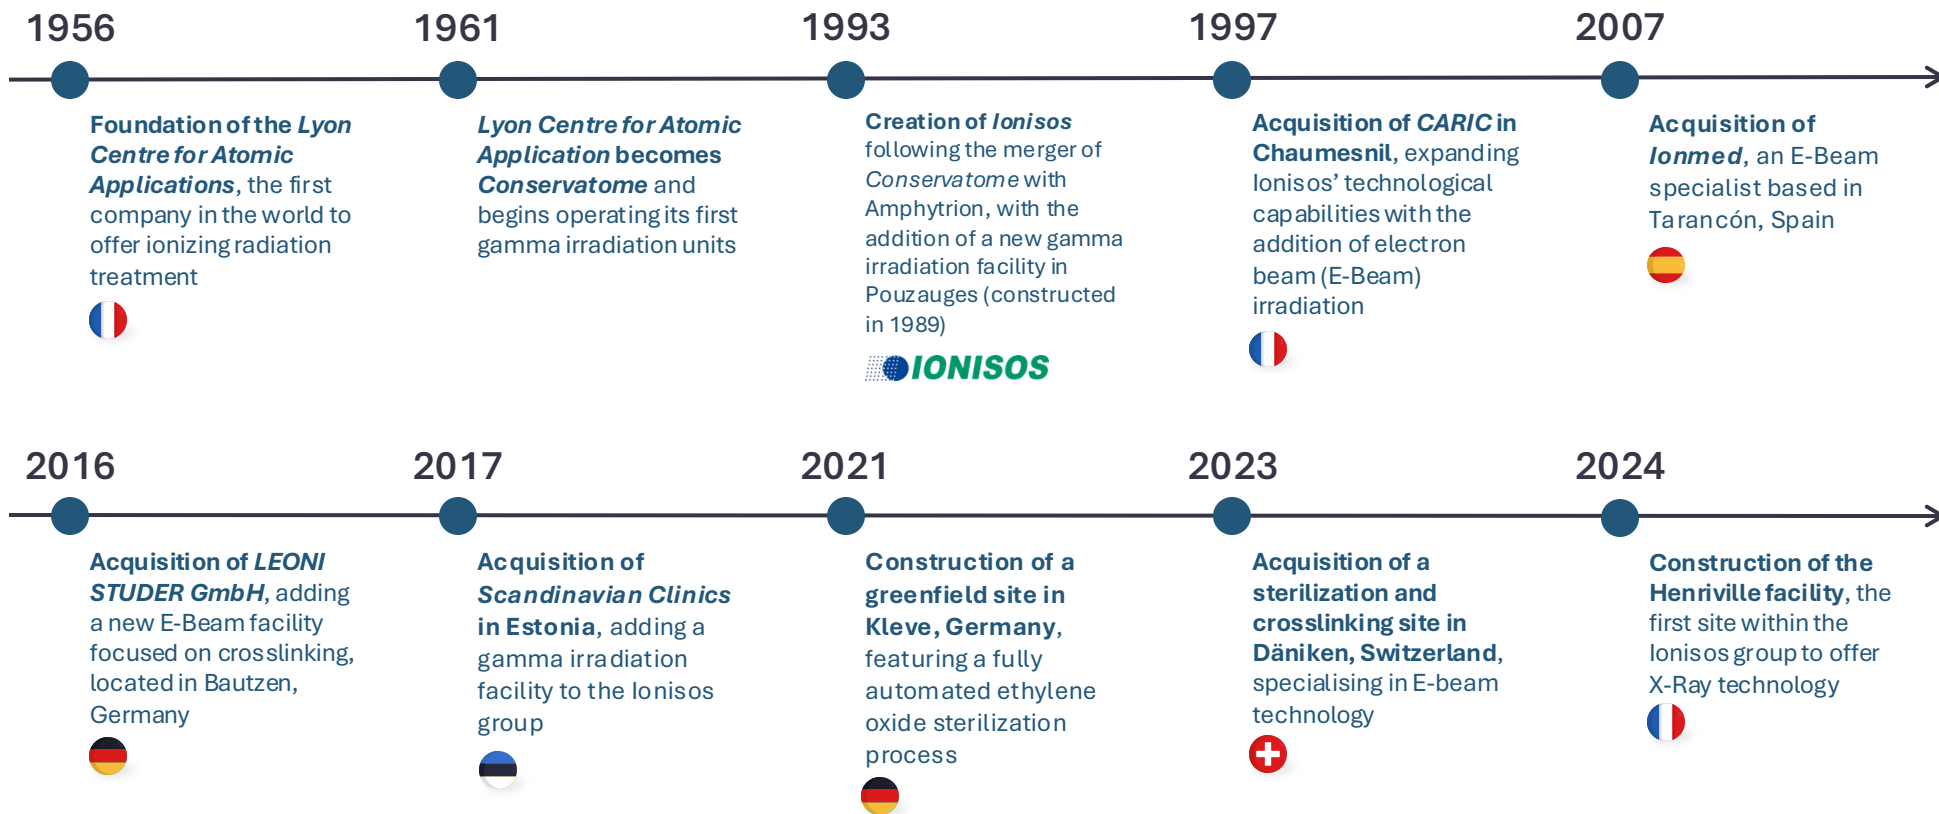 1956
Foundation of the Lyon
Centre for Atomic
Applications, the first
company in the world to
offer ionizing radiation
treatment
1961
Lyon Centre for Atomic
Application becomes
Conservatome and
begins operating its first
gamma irradiation units
1993
Creation of Ionisos
following the merger of
Conservatome with
Amphytrion, with the
addition of a new gamma
irradiation facility in
Pouzauges (constructed
in 1989)
IONISOS
1997
Acquisition of CARIC in
Chaumesnil, expanding
Ionisos’ technological
capabilities with the
addition of electron
beam (E-Beam)
irradiation
2007
Acquisition of
Ionmed, an E-Beam
specialist based in
Tarancón, Spain
2016
Acquisition of LEONI
STUDER GmbH, adding
a new E-Beam facility
focused on crosslinking,
located in Bautzen,
Germany
2017
Acquisition of
Scandinavian Clinics
in Estonia, adding a
gamma irradiation
facility to the Ionisos
group
2021
Construction of a
greenfield site in
Kleve, Germany,
featuring a fully
automated ethylene
oxide sterilization
process
2023
Acquisition of a
sterilization and
crosslinking site in
Däniken, Switzerland,
specialising in E-beam
technology
2024
Construction of the
Henriville facility, the
first site within the
Ionisos group to offer
X-Ray technology